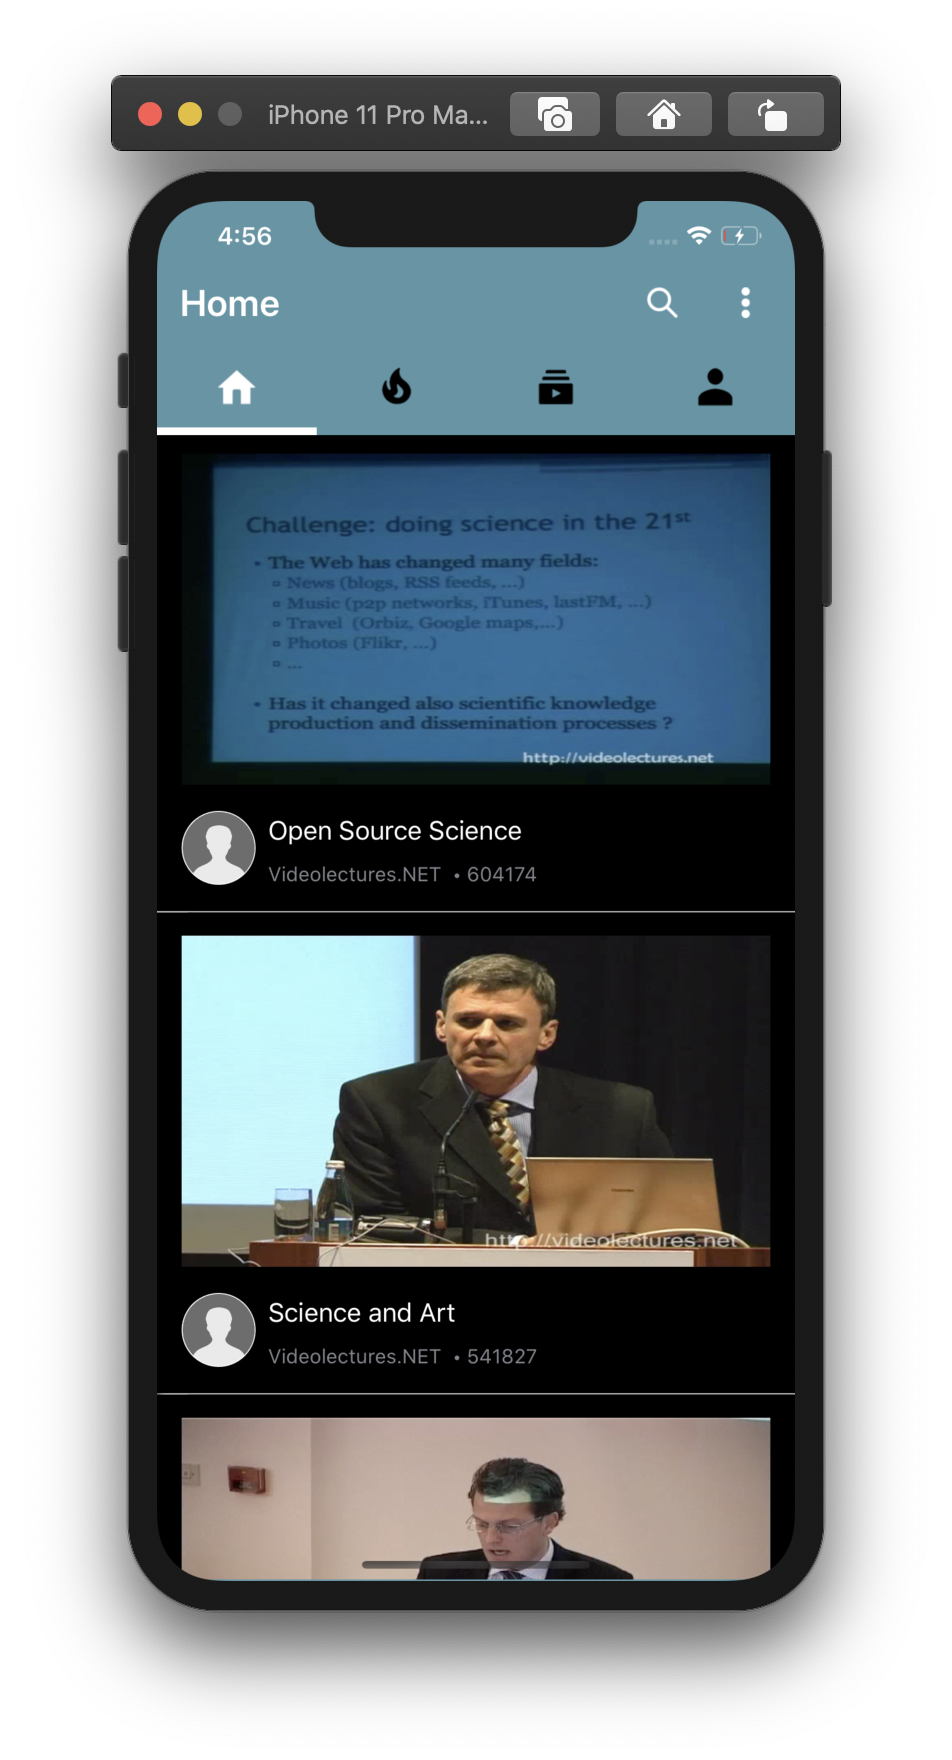 iPhone 11 Pro Ma...
4:56
Home
Challenge: doing science in the 21st
• The Web has changed many fields:
▫ News (blogs, RSS feeds, ...)
▫ Music (p2p networks, iTunes, lastFM, ...)
▫ Travel (Orbiz, Google maps,...)
▫ Photos (Flikr, ...)
▫ ...
• Has it changed also scientific knowledge
production and dissemination processes ?
http://videolectures.net
Open Source Science
Videolectures.NET • 604174
http://videolectures.net
Science and Art
Videolectures.NET • 541827